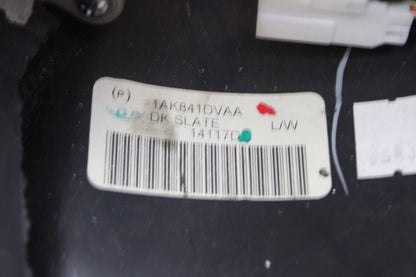 (P)
1AK841DVAA
DK SLATE L/W
14117D